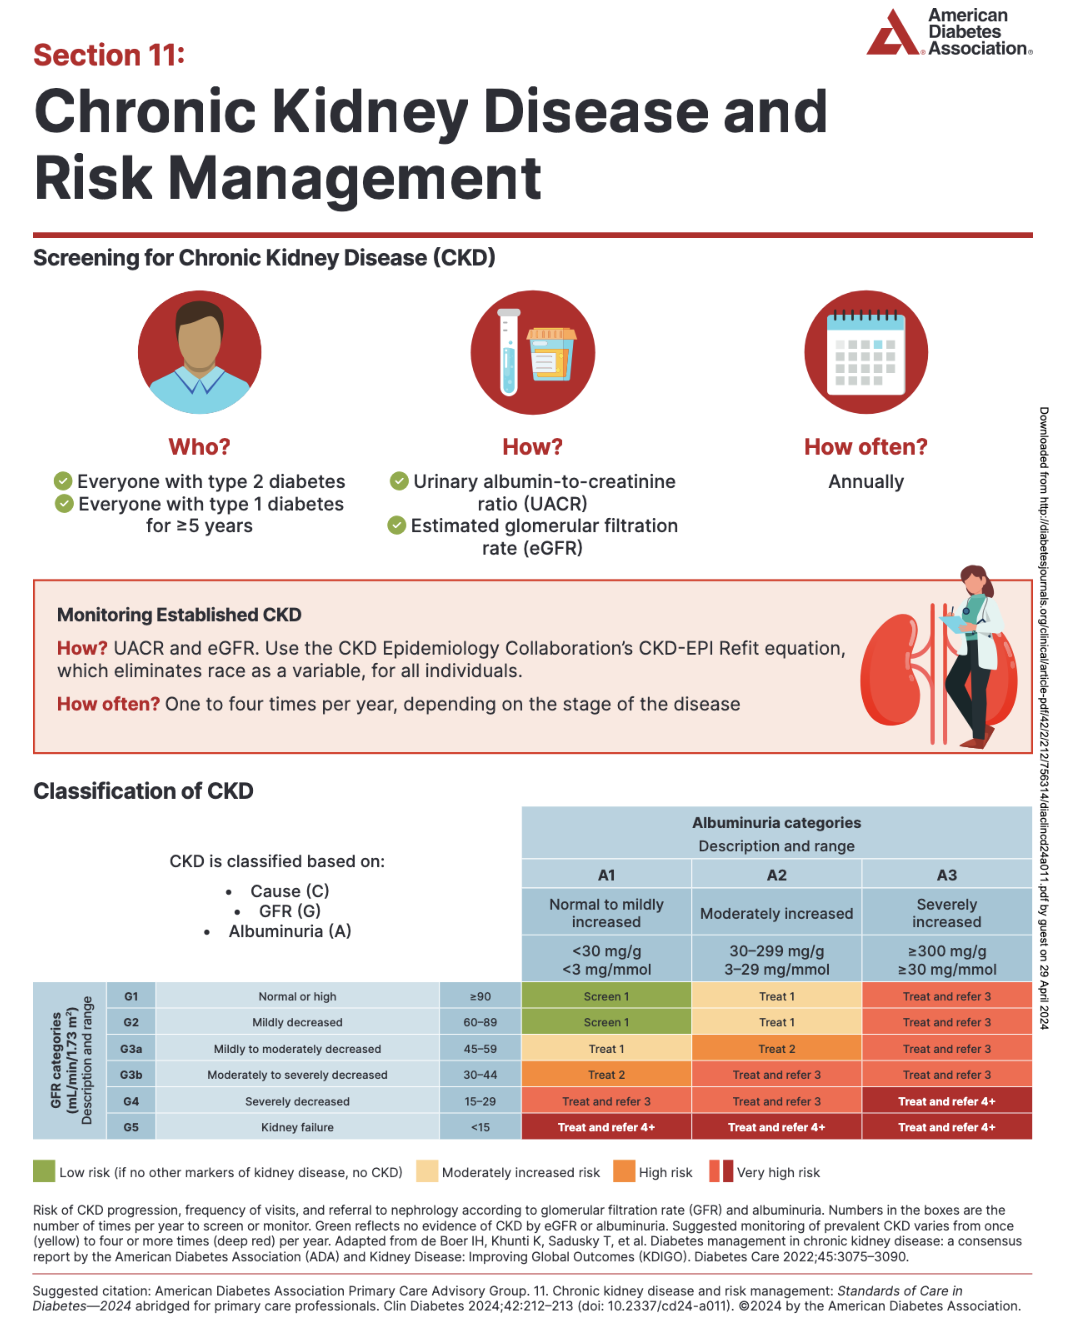 American
Diabetes
Association®
Section 11:
Chronic Kidney Disease and
Risk Management
Screening for Chronic Kidney Disease (CKD)
Who?
Everyone with type 2 diabetes
Everyone with type 1 diabetes
for ≥5 years
How?
Urinary albumin-to-creatinine
ratio (UACR)
Estimated glomerular filtration
rate (eGFR)
How often?
Annually
Monitoring Established CKD
How? UACR and eGFR. Use the CKD Epidemiology Collaboration's CKD-EPI Refit equation,
which eliminates race as a variable, for all individuals.
How often? One to four times per year, depending on the stage of the disease
Classification of CKD
CKD is classified based on:
• Cause (C)
• GFR (G)
• Albuminuria (A)
Albuminuria categories
Description and range
A1 A2 A3
Normal to mildly
increased
Moderately increased
Severely
increased
<30 mg/g
<3 mg/mmol
30–299 mg/g
3–29 mg/mmol
≥300 mg/g
≥30 mg/mmol
GFR categories
(mL/min/1.73 m²)
Description and range
G1 Normal or high ≥90 Screen 1 Treat 1 Treat and refer 3
G2 Mildly decreased 60–89 Screen 1 Treat 1 Treat and refer 3
G3a Mildly to moderately decreased 45–59 Treat 1 Treat 2 Treat and refer 3
G3b Moderately to severely decreased 30–44 Treat 2 Treat and refer 3 Treat and refer 3
G4 Severely decreased 15–29 Treat and refer 3 Treat and refer 3 Treat and refer 4+
G5 Kidney failure <15 Treat and refer 4+ Treat and refer 4+ Treat and refer 4+
Low risk (if no other markers of kidney disease, no CKD) Moderately increased risk High risk Very high risk
Risk of CKD progression, frequency of visits, and referral to nephrology according to glomerular filtration rate (GFR) and albuminuria. Numbers in the boxes are the
number of times per year to screen or monitor. Green reflects no evidence of CKD by eGFR or albuminuria. Suggested monitoring of prevalent CKD varies from once
(yellow) to four or more times (deep red) per year. Adapted from de Boer IH, Khunti K, Sadusky T, et al. Diabetes management in chronic kidney disease: a consensus
report by the American Diabetes Association (ADA) and Kidney Disease: Improving Global Outcomes (KDIGO). Diabetes Care 2022;45:3075–3090.
Suggested citation: American Diabetes Association Primary Care Advisory Group. 11. Chronic kidney disease and risk management: Standards of Care in
Diabetes—2024 abridged for primary care professionals. Clin Diabetes 2024;42:212–213 (doi: 10.2337/cd24-a011). ©2024 by the American Diabetes Association.
Downloaded from http://diabetesjournals.org/clinical/article-pdf/42/2/212/756314/diaclincd24a011.pdf by guest on 29 April 2024